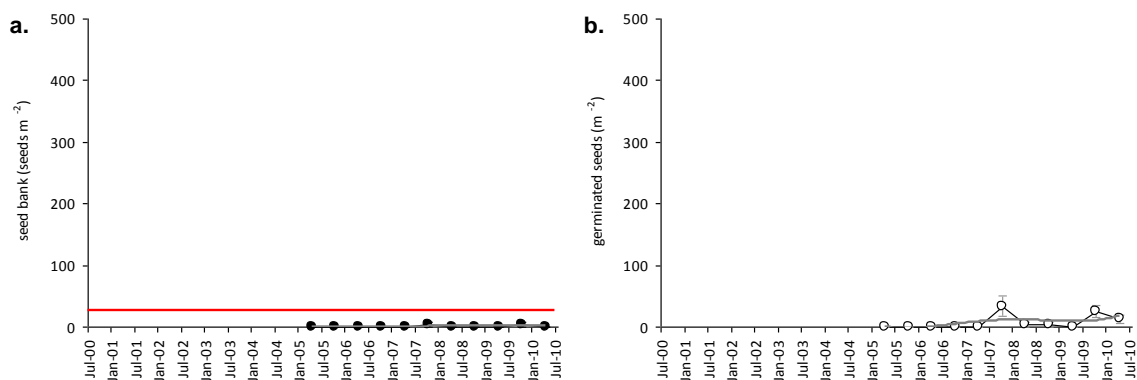 a.
seed bank (seeds m -2)
500
400
300
200
100
0
Jul-00
Jan-01
Jul-01
Jan-02
Jul-02
Jan-03
Jul-03
Jan-04
Jul-04
Jan-05
Jul-05
Jan-06
Jul-06
Jan-07
Jul-07
Jan-08
Jul-08
Jan-09
Jul-09
Jan-10
Jul-10
b.
germinated seeds (m -2)
500
400
300
200
100
0
Jul-00
Jan-01
Jul-01
Jan-02
Jul-02
Jan-03
Jul-03
Jan-04
Jul-04
Jan-05
Jul-05
Jan-06
Jul-06
Jan-07
Jul-07
Jan-08
Jul-08
Jan-09
Jul-09
Jan-10
Jul-10